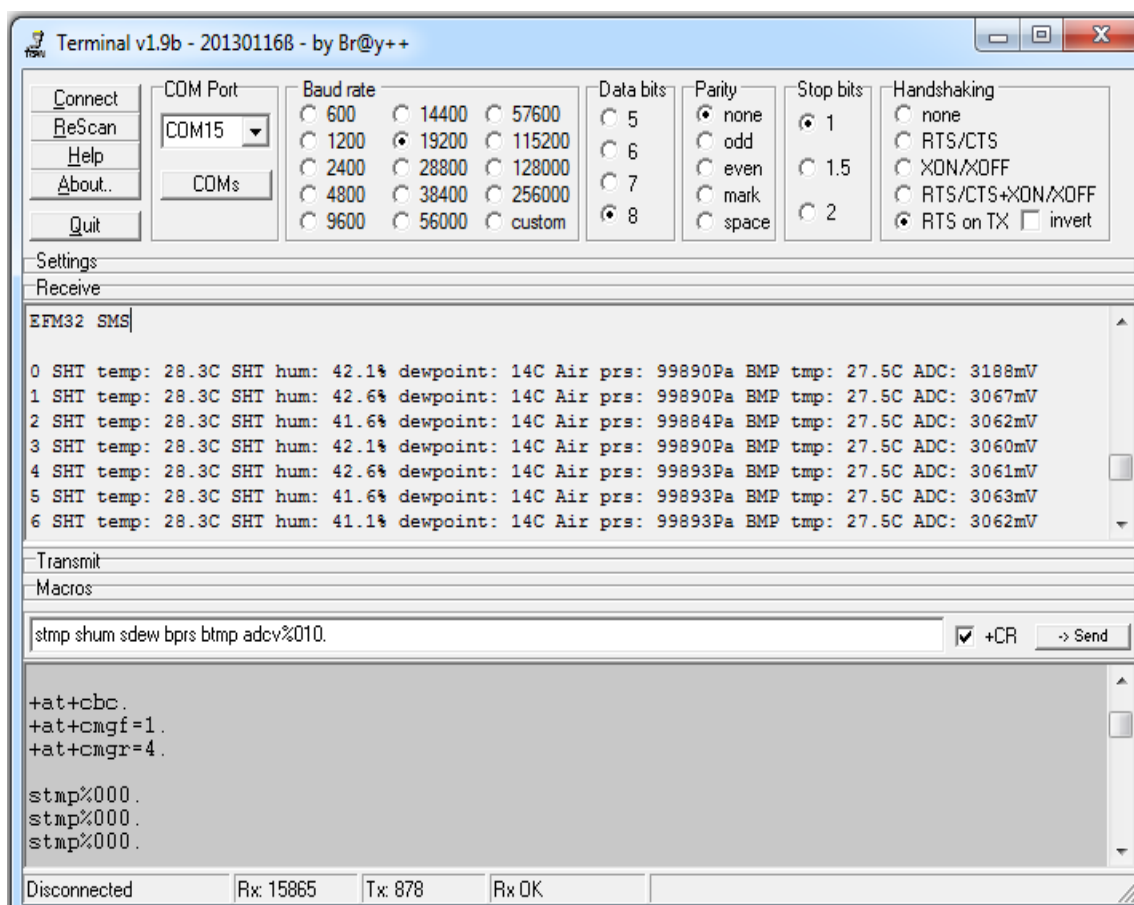 Terminal v1.9b - 20130116ß - by Br@y++
Connect
ReScan
Help
About..
Quit
COM Port
COM15
COMs
Baud rate
600 14400 57600
1200 19200 115200
2400 28800 128000
4800 38400 256000
9600 56000 custom
Data bits
5
6
7
8
Parity
none
odd
even
mark
space
Stop bits
1
1.5
2
Handshaking
none
RTS/CTS
XON/XOFF
RTS/CTS+XON/XOFF
RTS on TX invert
Settings
Receive
EFM32 SMS
0 SHT temp: 28.3C SHT hum: 42.1% dewpoint: 14C Air prs: 99890Pa BMP tmp: 27.5C ADC: 3188mV
1 SHT temp: 28.3C SHT hum: 42.6% dewpoint: 14C Air prs: 99890Pa BMP tmp: 27.5C ADC: 3067mV
2 SHT temp: 28.3C SHT hum: 41.6% dewpoint: 14C Air prs: 99884Pa BMP tmp: 27.5C ADC: 3062mV
3 SHT temp: 28.3C SHT hum: 42.1% dewpoint: 14C Air prs: 99890Pa BMP tmp: 27.5C ADC: 3060mV
4 SHT temp: 28.3C SHT hum: 42.6% dewpoint: 14C Air prs: 99893Pa BMP tmp: 27.5C ADC: 3061mV
5 SHT temp: 28.3C SHT hum: 41.6% dewpoint: 14C Air prs: 99893Pa BMP tmp: 27.5C ADC: 3063mV
6 SHT temp: 28.3C SHT hum: 41.1% dewpoint: 14C Air prs: 99893Pa BMP tmp: 27.5C ADC: 3062mV
Transmit
Macros
stmp shum sdew bprs btmp adcv%010.
+CR
-> Send
+at+cbc.
+at+cmgf=1.
+at+cmgr=4.
stmp%000.
stmp%000.
stmp%000.
Disconnected Rx: 15865 Tx: 878 Rx OK